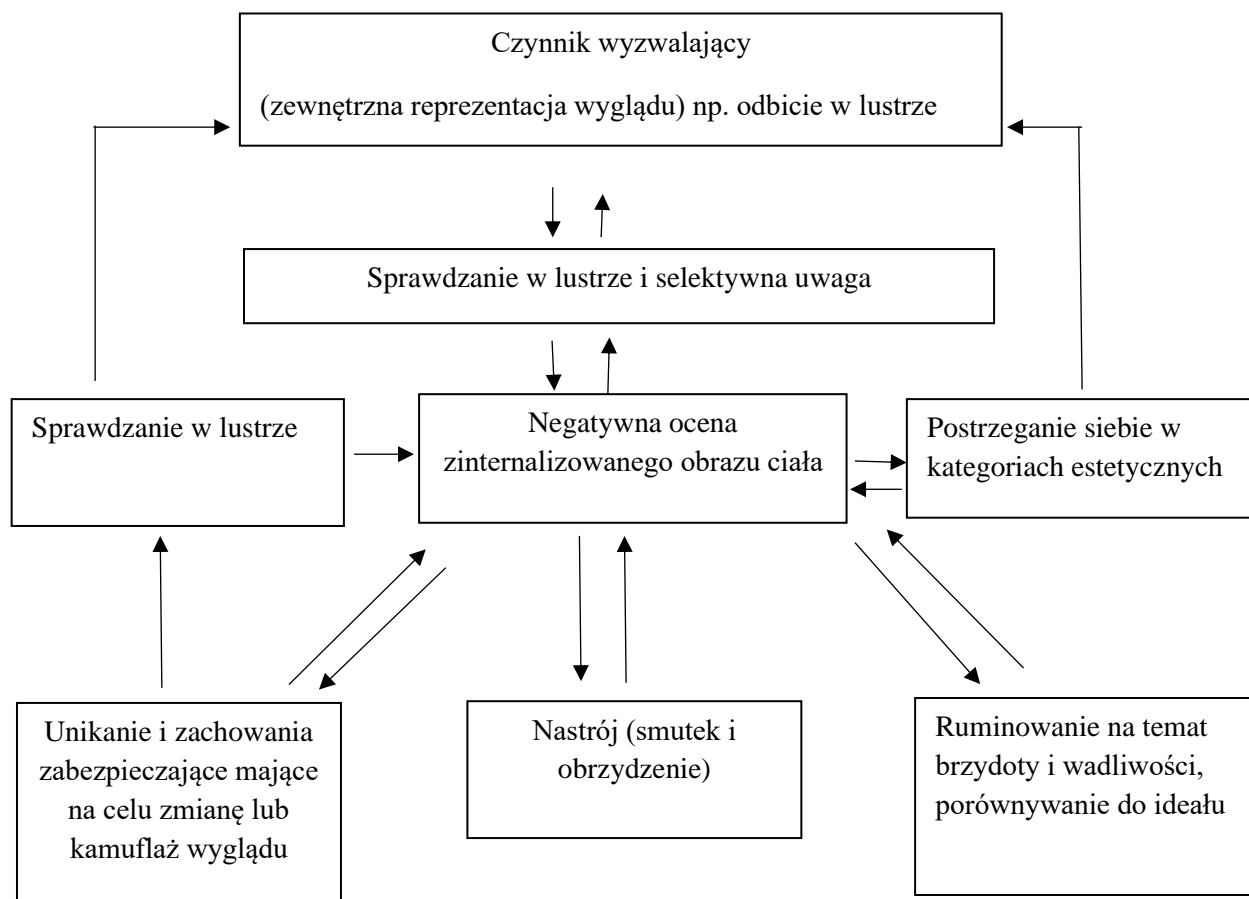 Czynnik wyzwalający
(zewnętrzna reprezentacja wyglądu) np. odbicie w lustrze
Sprawdzanie w lustrze i selektywna uwaga
Sprawdzanie w lustrze
Negatywna ocena
zinternalizowanego obrazu ciała
Postrzeganie siebie w
kategoriach estetycznych
Unikanie i zachowania
zabezpieczające mające
na celu zmianę lub
kamuflaż wyglądu
Nastrój (smutek i
obrzydzenie)
Ruminowanie na temat
brzydoty i wadliwości,
porównywanie do ideału